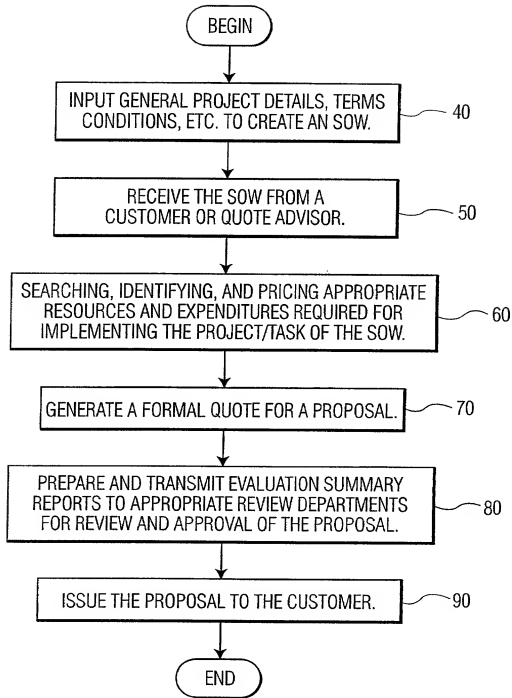 BEGIN
INPUT GENERAL PROJECT DETAILS, TERMS
CONDITIONS, ETC. TO CREATE AN SOW.
40
RECEIVE THE SOW FROM A
CUSTOMER OR QUOTE ADVISOR.
50
SEARCHING, IDENTIFYING, AND PRICING APPROPRIATE
RESOURCES AND EXPENDITURES REQUIRED FOR
IMPLEMENTING THE PROJECT/TASK OF THE SOW.
60
GENERATE A FORMAL QUOTE FOR A PROPOSAL.
70
PREPARE AND TRANSMIT EVALUATION SUMMARY
REPORTS TO APPROPRIATE REVIEW DEPARTMENTS
FOR REVIEW AND APPROVAL OF THE PROPOSAL.
80
ISSUE THE PROPOSAL TO THE CUSTOMER.
90
END